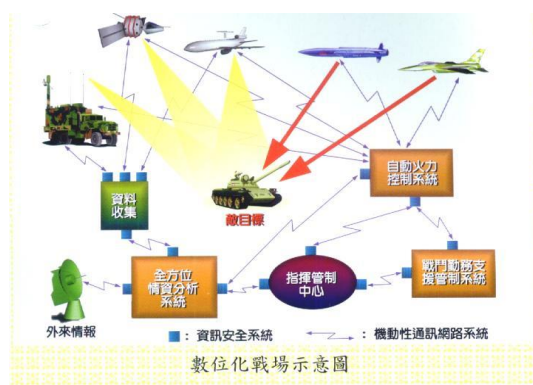 自動火力
控制系統
資料
收集
敵目標
全方位
情資分析
系統
指揮管制
中心
戰鬥勤務支
援管制系統
外來情報
：資訊安全系統
：機動性通訊網路系統
數位化戰場示意圖